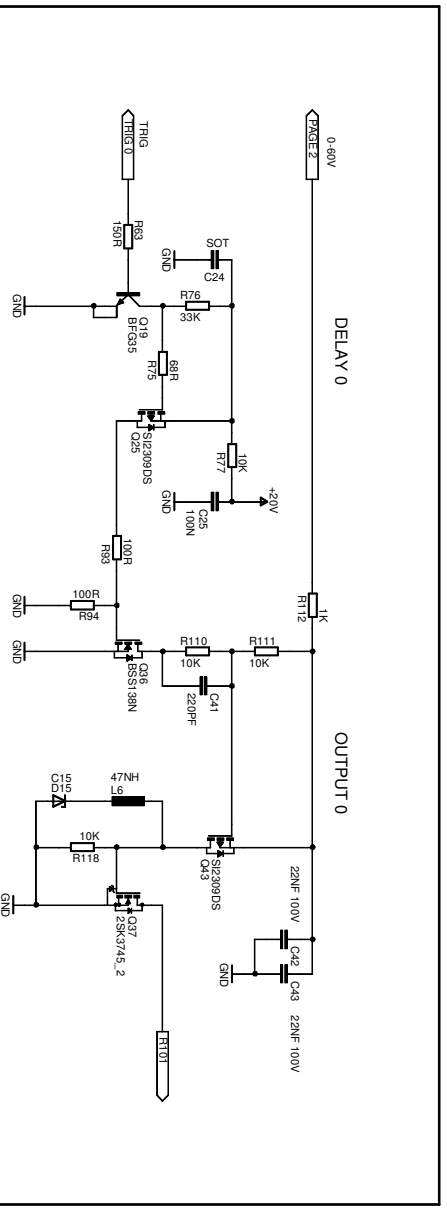 DELAY 0
OUTPUT 0
0-60V
PAGE 2
TRIG
TRIG 0
R63
150R
GND
Q19
BFG35
SOT
C24
GND
R76
33K
68R
R75
SI2309DS
Q25
10K
R77
+20V
C25
100N
GND
100R
R93
100R
R94
GND
1K
R112
R110
10K
R111
10K
C41
220PF
Q36
BSS138N
GND
SI2309DS
Q43
22NF 100V
C42
C43
22NF 100V
GND
47NH
L6
C15
D15
10K
R118
Q37
2SK3745_2
GND
R101